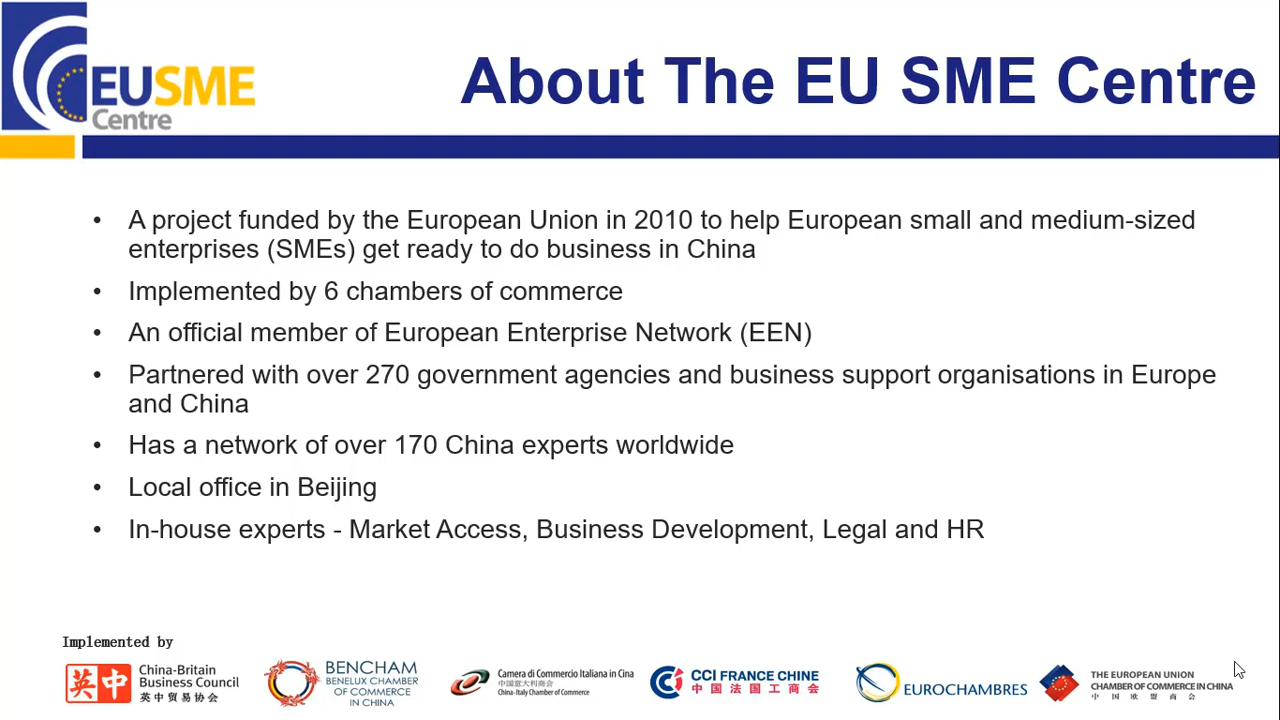 EUSME
Centre
About The EU SME Centre
• A project funded by the European Union in 2010 to help European small and medium-sized
enterprises (SMEs) get ready to do business in China
• Implemented by 6 chambers of commerce
• An official member of European Enterprise Network (EEN)
• Partnered with over 270 government agencies and business support organisations in Europe
and China
• Has a network of over 170 China experts worldwide
• Local office in Beijing
• In-house experts - Market Access, Business Development, Legal and HR
Implemented by
英中
China-Britain
Business Council
英中贸易协会
BENCHAM
BENELUX CHAMBER
OF COMMERCE
IN CHINA
Camera di Commercio Italiana in Cina
中国意大利商会
China-Italy Chamber of Commerce
CCI FRANCE CHINE
中国法国工商会
EUROCHAMBRES
THE EUROPEAN UNION
CHAMBER OF COMMERCE IN CHINA
中国欧盟商会